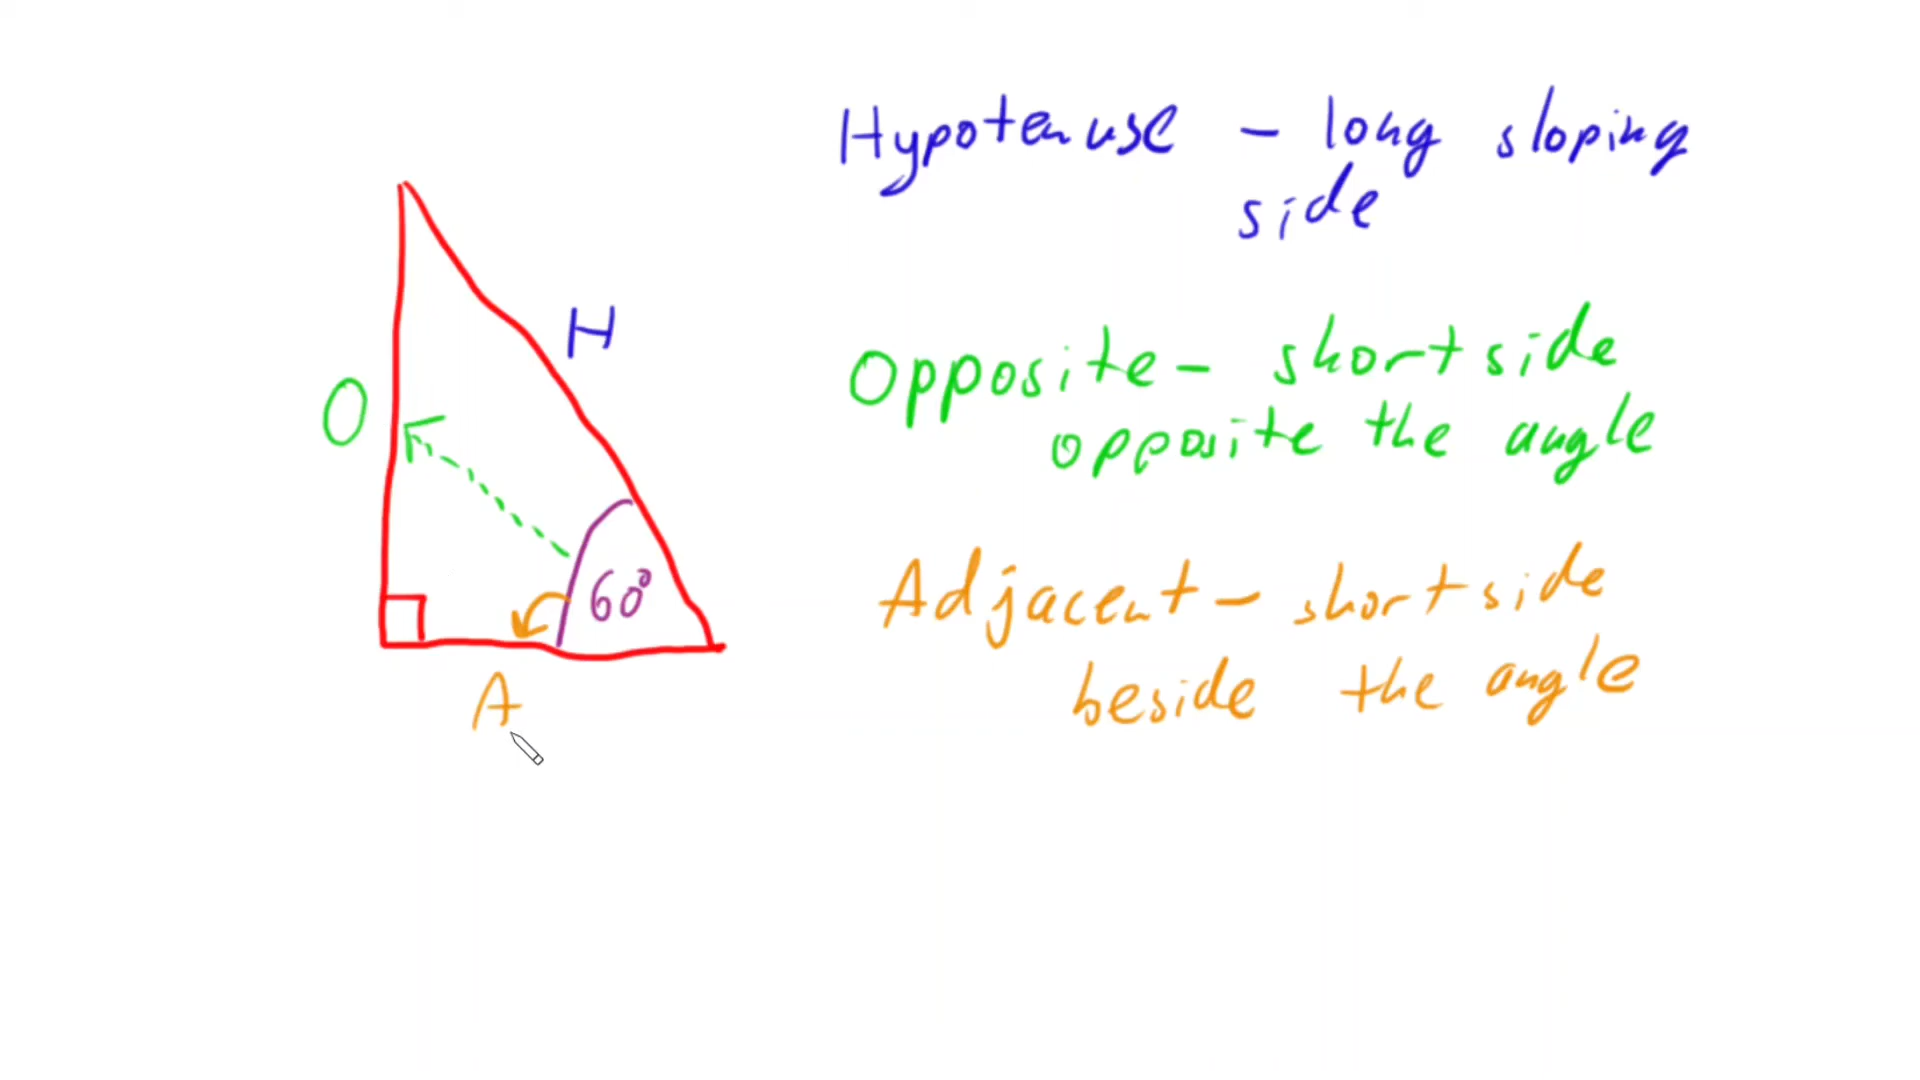 Hypotenuse - long sloping
side
H
O
Opposite - short side
opposite the angle
60°
Adjacent - short side
beside the angle
A